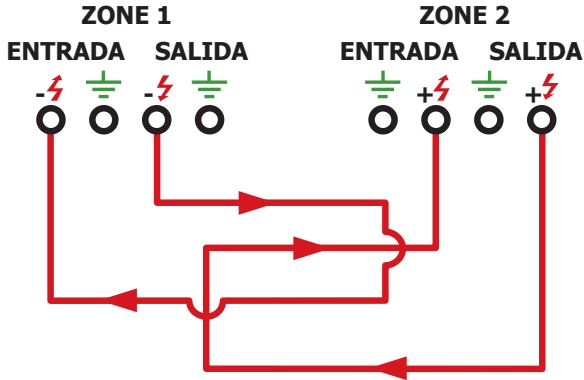 ZONE 1
ENTRADA SALIDA
- -
ZONE 2
ENTRADA SALIDA
+ +